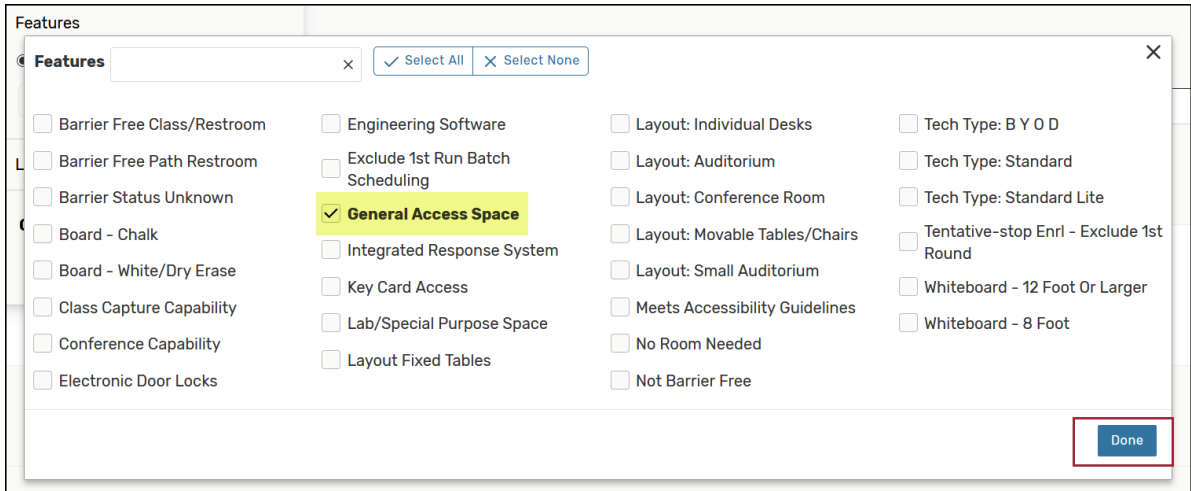 Features
Features
Select All
Select None
Barrier Free Class/Restroom
Barrier Free Path Restroom
Barrier Status Unknown
Board - Chalk
Board - White/Dry Erase
Class Capture Capability
Conference Capability
Electronic Door Locks
Engineering Software
Exclude 1st Run Batch
Scheduling
General Access Space
Integrated Response System
Key Card Access
Lab/Special Purpose Space
Layout Fixed Tables
Layout: Individual Desks
Layout: Auditorium
Layout: Conference Room
Layout: Movable Tables/Chairs
Layout: Small Auditorium
Meets Accessibility Guidelines
No Room Needed
Not Barrier Free
Tech Type: B Y O D
Tech Type: Standard
Tech Type: Standard Lite
Tentative-stop Enrl - Exclude 1st
Round
Whiteboard - 12 Foot Or Larger
Whiteboard - 8 Foot
Done